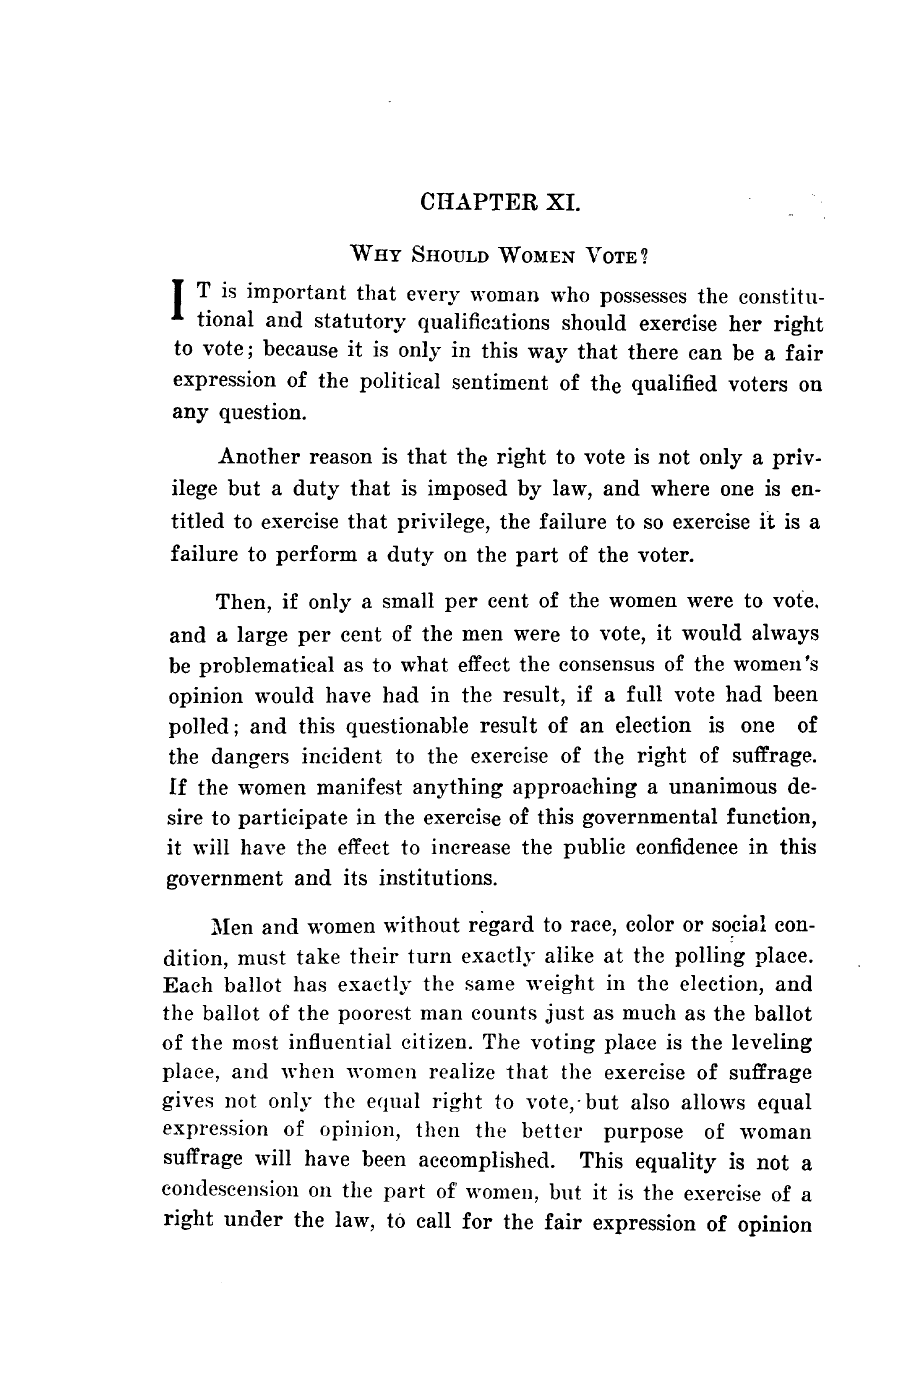 CHAPTER XI.
WHY SHOULD WOMEN VOTE?
IT is important that every woman who possesses the constitu-
tional and statutory qualifications should exercise her right
to vote; because it is only in this way that there can be a fair
expression of the political sentiment of the qualified voters on
any question.
Another reason is that the right to vote is not only a priv-
ilege but a duty that is imposed by law, and where one is en-
titled to exercise that privilege, the failure to so exercise it is a
failure to perform a duty on the part of the voter.
Then, if only a small per cent of the women were to vote,
and a large per cent of the men were to vote, it would always
be problematical as to what effect the consensus of the women's
opinion would have had in the result, if a full vote had been
polled; and this questionable result of an election is one of
the dangers incident to the exercise of the right of suffrage.
If the women manifest anything approaching a unanimous de-
sire to participate in the exercise of this governmental function,
it will have the effect to increase the public confidence in this
government and its institutions.
Men and women without regard to race, color or social con-
dition, must take their turn exactly alike at the polling place.
Each ballot has exactly the same weight in the election, and
the ballot of the poorest man counts just as much as the ballot
of the most influential citizen. The voting place is the leveling
place, and when women realize that the exercise of suffrage
gives not only the equal right to vote, but also allows equal
expression of opinion, then the better purpose of woman
suffrage will have been accomplished. This equality is not a
condescension on the part of women, but it is the exercise of a
right under the law, to call for the fair expression of opinion